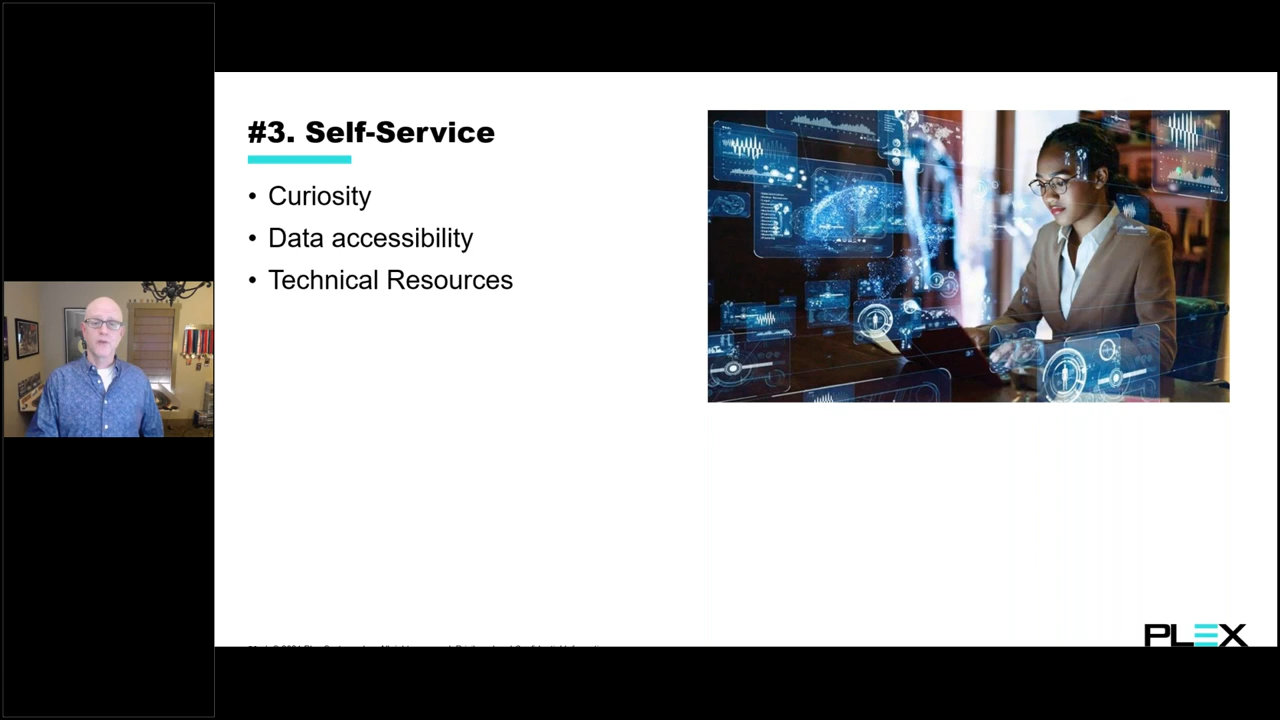 #3. Self-Service
• Curiosity
• Data accessibility
• Technical Resources
PLEX